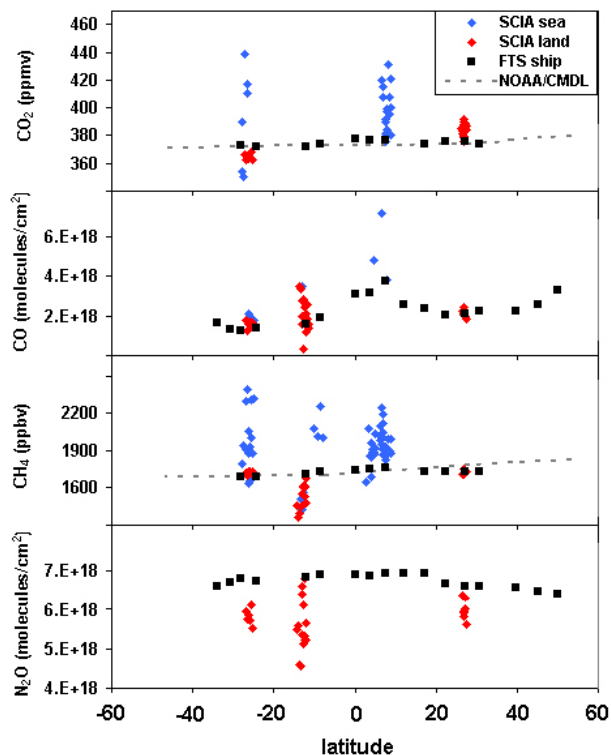 SCIA sea
SCIA land
FTS ship
NOAA/CMDL
CO₂ (ppmv)
460
440
420
400
380
360
CO (molecules/cm²)
6.E+18
4.E+18
2.E+18
CH₄ (ppbv)
2200
1900
1600
N₂O (molecules/cm²)
7.E+18
6.E+18
5.E+18
4.E+18
-60 -40 -20 0 20 40 60
latitude